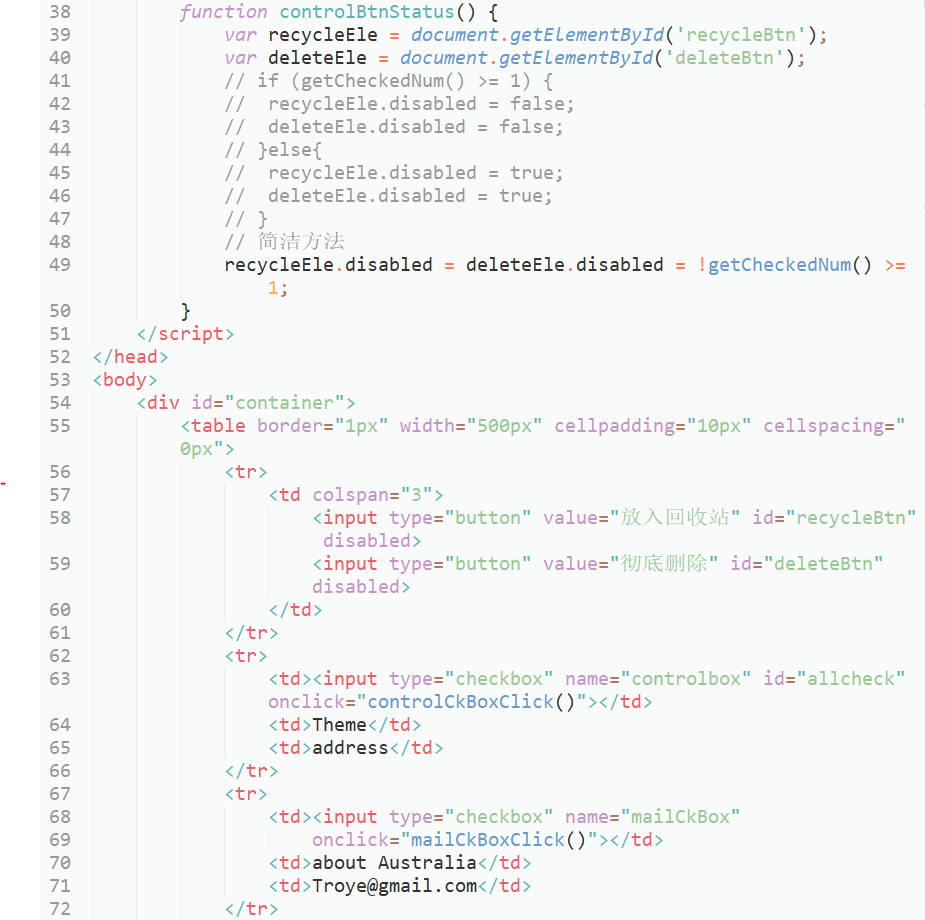 38 function controlBtnStatus() {
39 var recycleEle = document.getElementById('recycleBtn');
40 var deleteEle = document.getElementById('deleteBtn');
41 // if (getCheckedNum() >= 1) {
42 //  recycleEle.disabled = false;
43 //  deleteEle.disabled = false;
44 // }else{
45 //  recycleEle.disabled = true;
46 //  deleteEle.disabled = true;
47 // }
48 // 简洁方法
49 recycleEle.disabled = deleteEle.disabled = !getCheckedNum() >=
1;
50 }
51 </script>
52 </head>
53 <body>
54 <div id="container">
55 <table border="1px" width="500px" cellpadding="10px" cellspacing="
0px">
56 <tr>
57 <td colspan="3">
58 <input type="button" value="放入回收站" id="recycleBtn"
disabled>
59 <input type="button" value="彻底删除" id="deleteBtn"
disabled>
60 </td>
61 </tr>
62 <tr>
63 <td><input type="checkbox" name="controlbox" id="allcheck"
onclick="controlCkBoxClick()"></td>
64 <td>Theme</td>
65 <td>address</td>
66 </tr>
67 <tr>
68 <td><input type="checkbox" name="mailCkBox"
69 onclick="mailCkBoxClick()"></td>
70 <td>about Australia</td>
71 <td>Troye@gmail.com</td>
72 </tr>